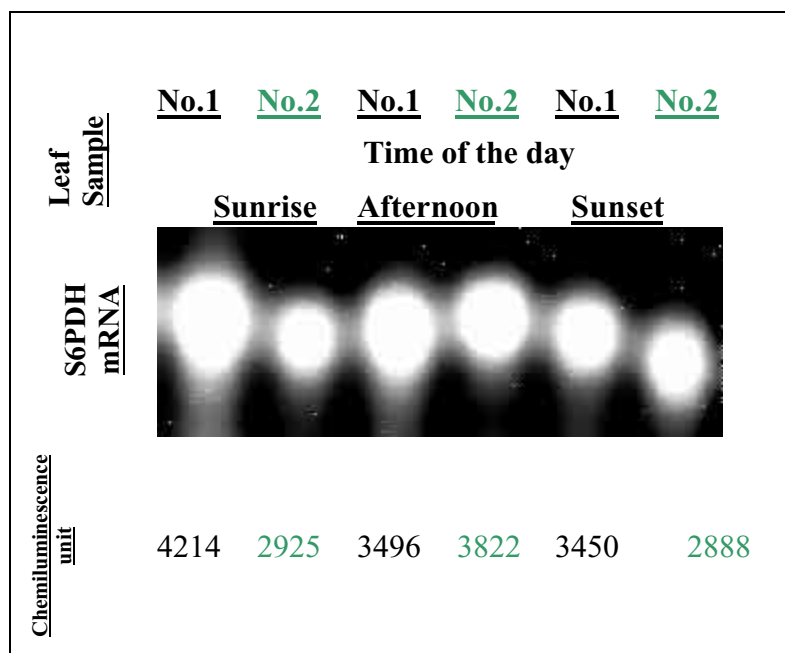 No.1 No.2 No.1 No.2 No.1 No.2
Leaf
Sample
Time of the day
Sunrise Afternoon Sunset
S6PDH
mRNA
Chemiluminescence
unit
4214 2925 3496 3822 3450 2888